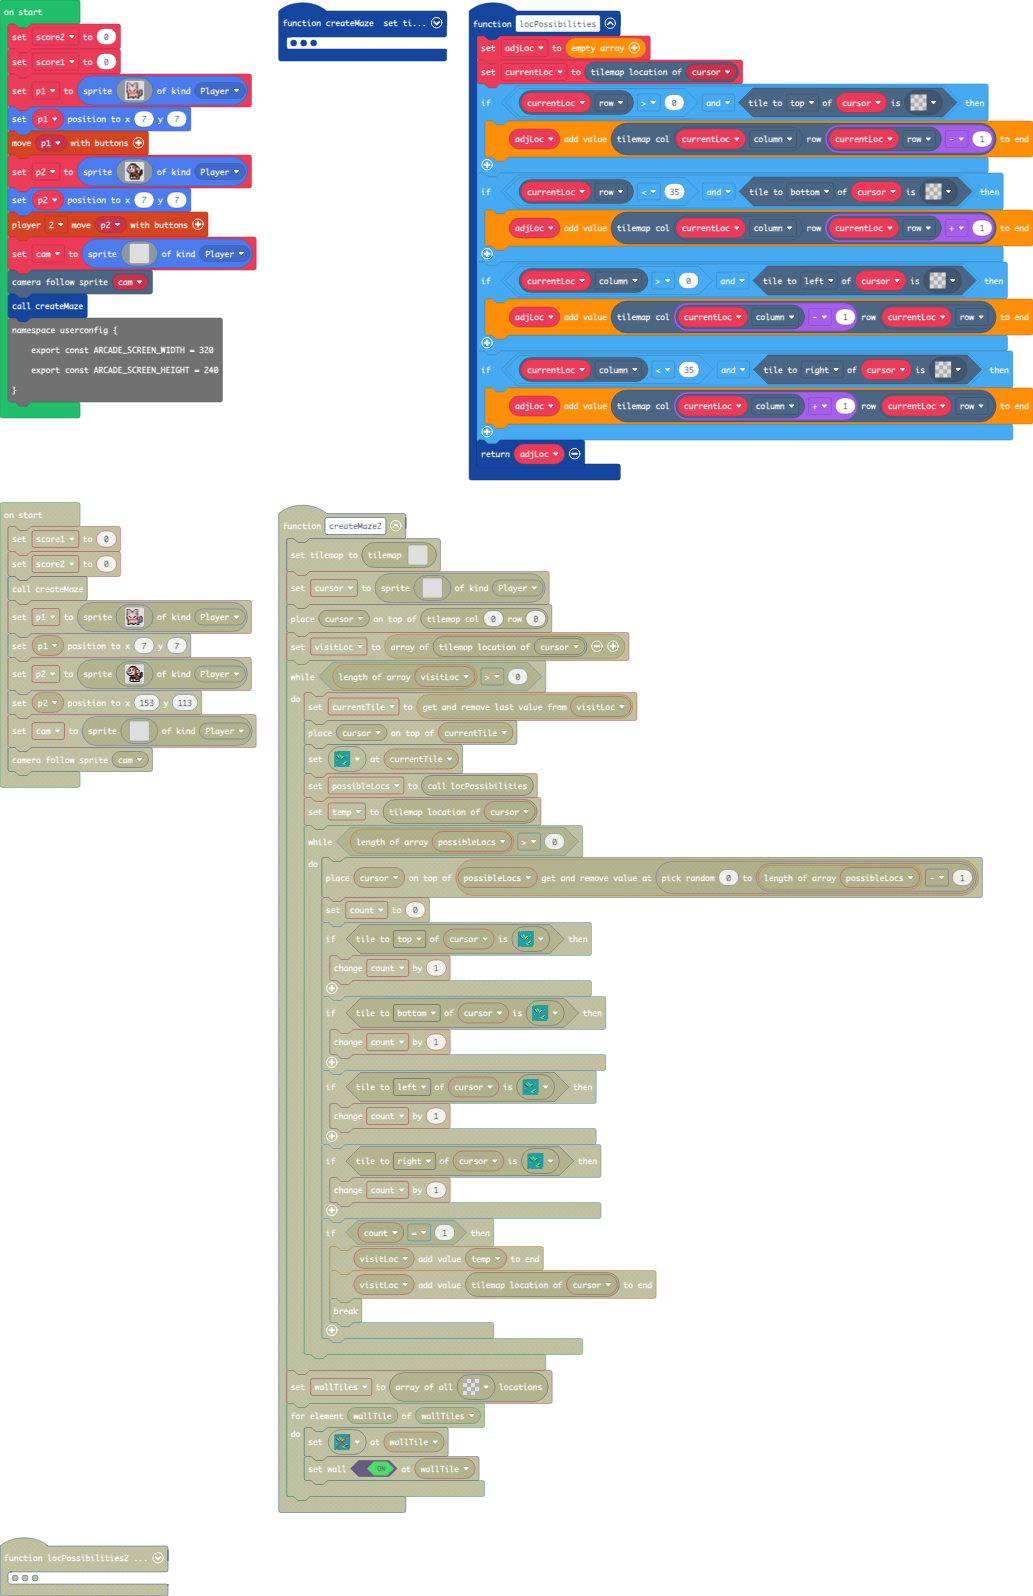 on start
set score2 to 0
set score1 to 0
set p1 to sprite of kind Player
set p1 position to x 7 y 7
move p1 with buttons
set p2 to sprite of kind Player
set p2 position to x 7 y 7
player 2 move p2 with buttons
set cam to sprite of kind Player
camera follow sprite cam
call createMaze
namespace userconfig {
export const ARCADE_SCREEN_WIDTH = 320
export const ARCADE_SCREEN_HEIGHT = 240
}
function createMaze set ti...
function locPossibilities
set adjLoc to empty array
set currentLoc to tilemap location of cursor
if currentLoc row > 0 and tile to top of cursor is then
adjLoc add value tilemap col currentLoc column row currentLoc row - 1 to end
if currentLoc row < 35 and tile to bottom of cursor is then
adjLoc add value tilemap col currentLoc column row currentLoc row + 1 to end
if currentLoc column > 0 and tile to left of cursor is then
adjLoc add value tilemap col currentLoc column - 1 row currentLoc row to end
if currentLoc column < 35 and tile to right of cursor is then
adjLoc add value tilemap col currentLoc column + 1 row currentLoc row to end
return adjLoc
on start
set score1 to 0
set score2 to 0
call createMaze
set p1 to sprite of kind Player
set p1 position to x 7 y 7
set p2 to sprite of kind Player
set p2 position to x 153 y 113
set cam to sprite of kind Player
camera follow sprite cam
function createMaze2
set tilemap to tilemap
set cursor to sprite of kind Player
place cursor on top of tilemap col 0 row 0
set visitLoc to array of tilemap location of cursor
while length of array visitLoc > 0
do
set currentTile to get and remove last value from visitLoc
place cursor on top of currentTile
set at currentTile
set possibleLocs to call locPossibilities
set temp to tilemap location of cursor
while length of array possibleLocs > 0
do
place cursor on top of possibleLocs get and remove value at pick random 0 to length of array possibleLocs - 1
set count to 0
if tile to top of cursor is then
change count by 1
if tile to bottom of cursor is then
change count by 1
if tile to left of cursor is then
change count by 1
if tile to right of cursor is then
change count by 1
if count = 1 then
visitLoc add value temp to end
visitLoc add value tilemap location of cursor to end
break
set wallTiles to array of all locations
for element wallTile of wallTiles
do
set at wallTile
set wall ON at wallTile
function locPossibilities2 ...